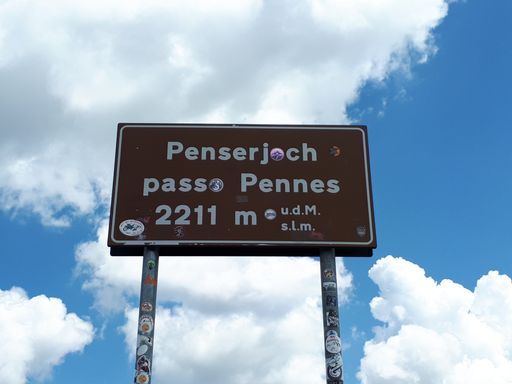 Penserjoch
passo Pennes
2211 m u.d.M.
s.l.m.